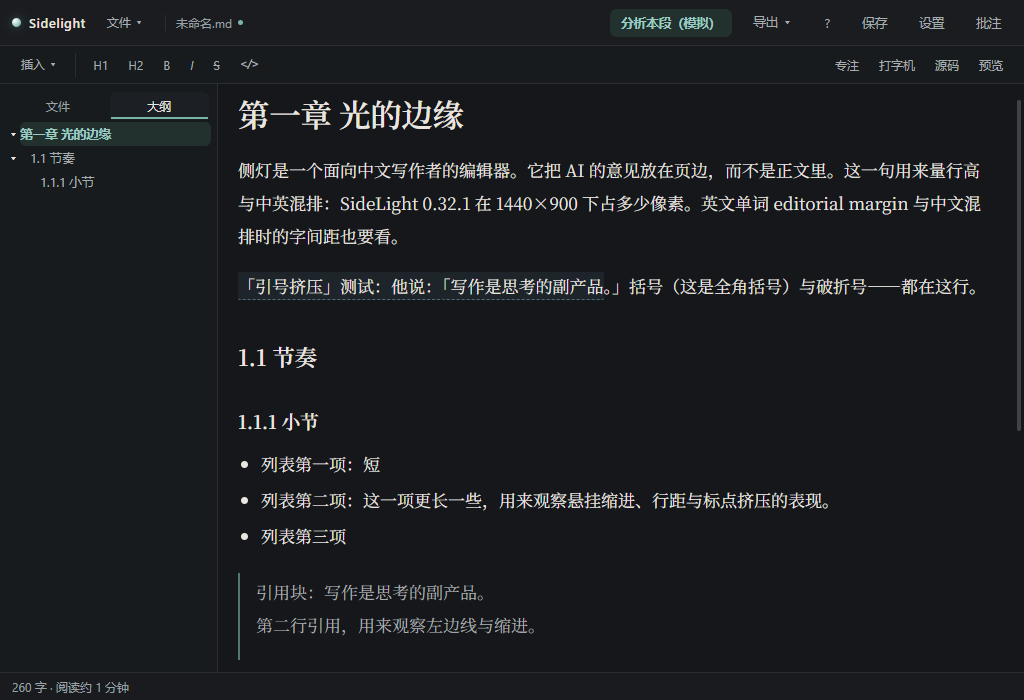 Sidelight 文件 未命名.md 分析本段（模拟） 导出 ? 保存 设置 批注
插入 H1 H2 B I S </> 专注 打字机 源码 预览
文件 大纲
第一章 光的边缘
1.1 节奏
1.1.1 小节
第一章 光的边缘
侧灯是一个面向中文写作者的编辑器。它把 AI 的意见放在页边，而不是正文里。这一句用来量行高
与中英混排：SideLight 0.32.1 在 1440×900 下占多少像素。英文单词 editorial margin 与中文混
排时的字间距也要看。
「引号挤压」测试：他说：「写作是思考的副产品。」括号（这是全角括号）与破折号——都在这行。
1.1 节奏
1.1.1 小节
列表第一项：短
列表第二项：这一项更长一些，用来观察悬挂缩进、行距与标点挤压的表现。
列表第三项
引用块：写作是思考的副产品。
第二行引用，用来观察左边线与缩进。
260 字 · 阅读约 1 分钟